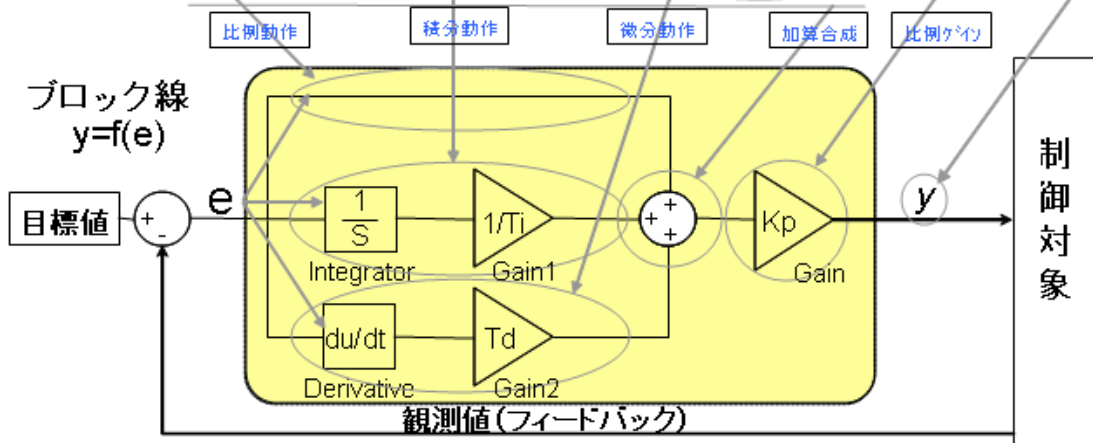 比例動作
積分動作
微分動作
加算合成
比例ゲイン
ブロック線
y=f(e)
制御対象
目標値
+
-
e
1
S
Integrator
1/Ti
Gain1
+
+
+
Kp
Gain
y
du/dt
Derivative
Td
Gain2
観測値(フィードバック)